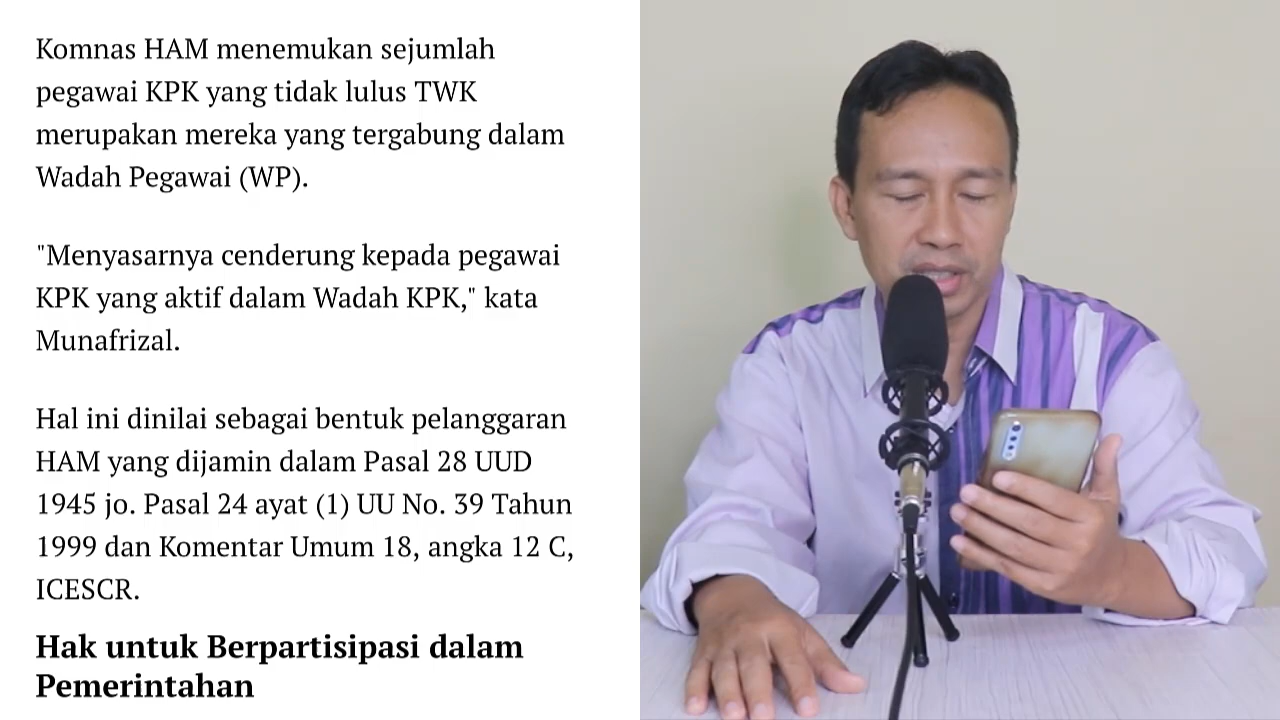 Komnas HAM menemukan sejumlah
pegawai KPK yang tidak lulus TWK
merupakan mereka yang tergabung dalam
Wadah Pegawai (WP).
"Menyasarnya cenderung kepada pegawai
KPK yang aktif dalam Wadah KPK," kata
Munafrizal.
Hal ini dinilai sebagai bentuk pelanggaran
HAM yang dijamin dalam Pasal 28 UUD
1945 jo. Pasal 24 ayat (1) UU No. 39 Tahun
1999 dan Komentar Umum 18, angka 12 C,
ICESCR.
Hak untuk Berpartisipasi dalam
Pemerintahan